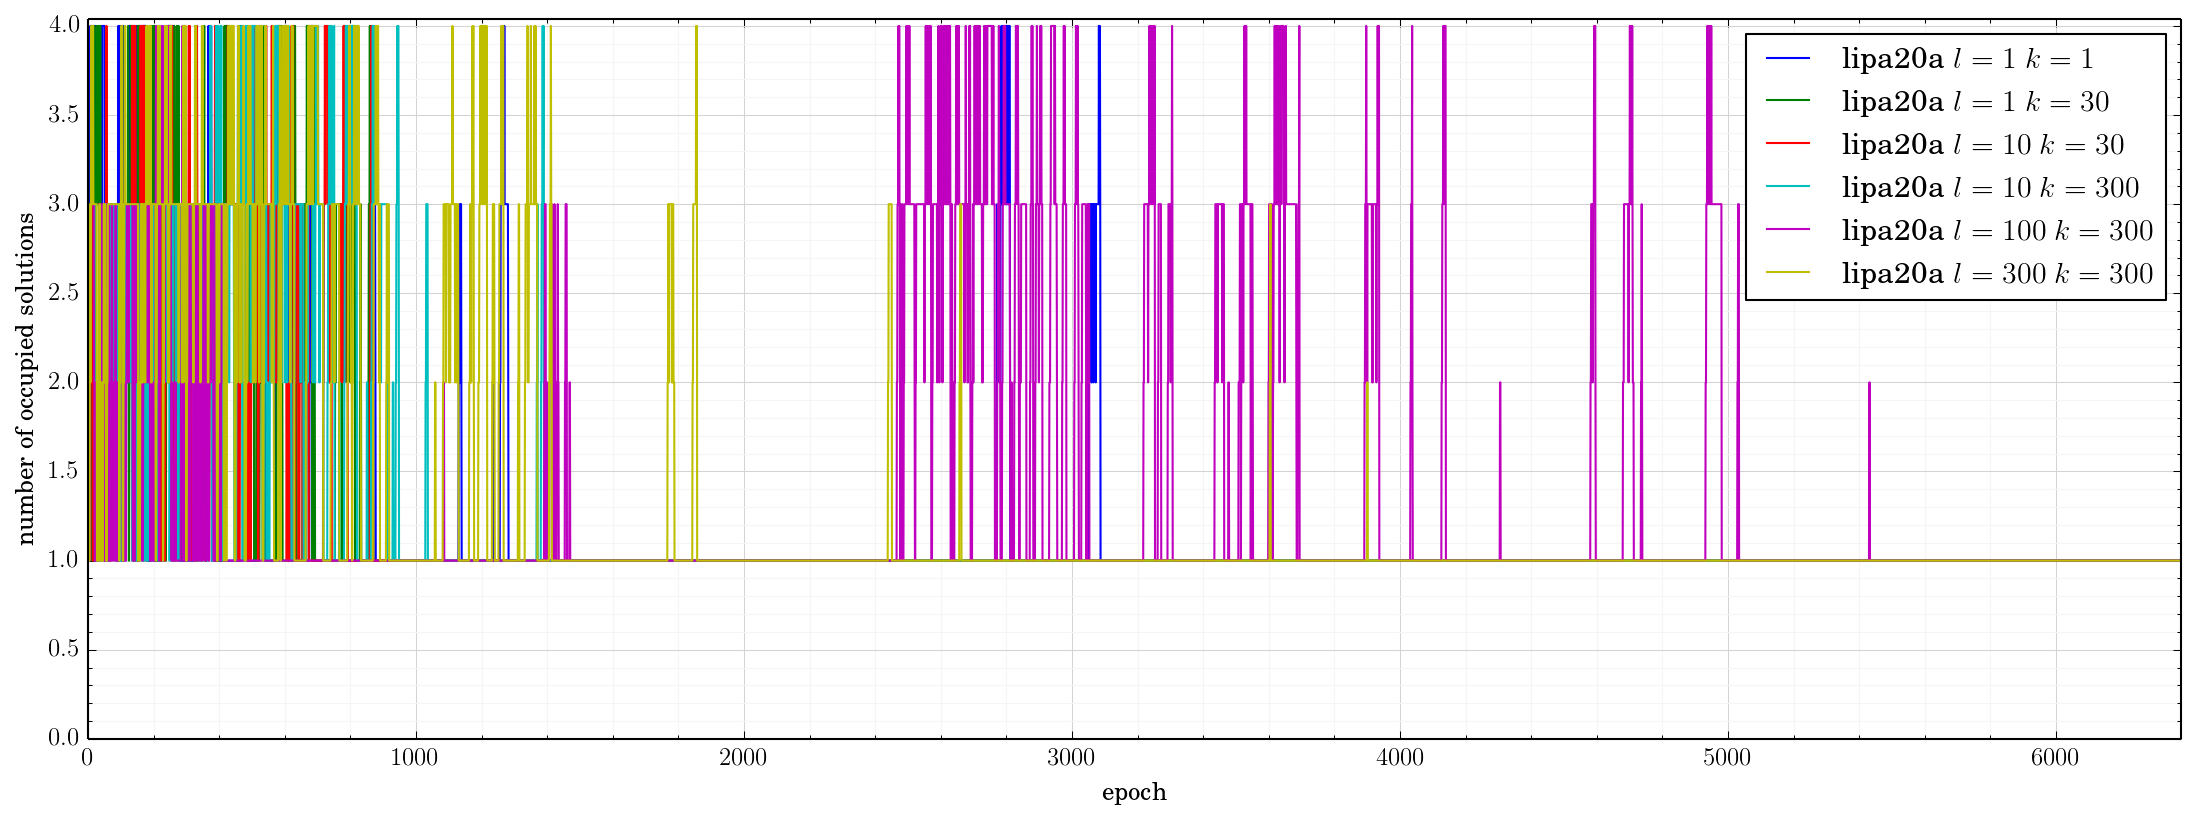 4.0
3.5
3.0
2.5
2.0
1.5
1.0
0.5
0.0
number of occupied solutions
0 1000 2000 3000 4000 5000 6000
epoch
lipa20a l = 1 k = 1
lipa20a l = 1 k = 30
lipa20a l = 10 k = 30
lipa20a l = 10 k = 300
lipa20a l = 100 k = 300
lipa20a l = 300 k = 300